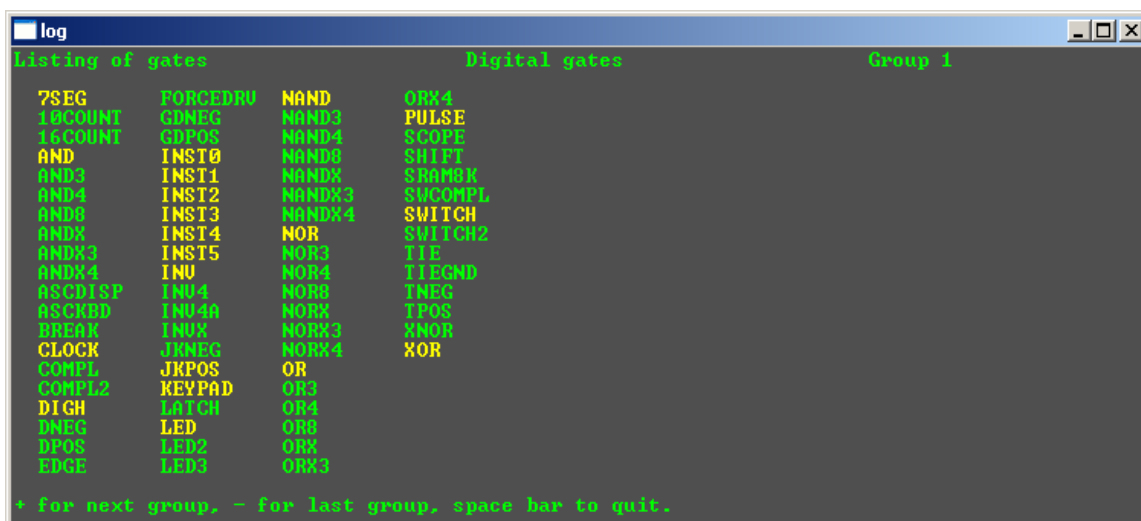 log
Listing of gates Digital gates Group 1
7SEG FORCEDRV NAND ORX4
10COUNT GDNEG NAND3 PULSE
16COUNT GDPOS NAND4 SCOPE
AND INST0 NAND8 SHIFT
AND3 INST1 NANDX SRAM8K
AND4 INST2 NANDX3 SWCOMPL
AND8 INST3 NANDX4 SWITCH
ANDX INST4 NOR SWITCH2
ANDX3 INST5 NOR3 TIE
ANDX4 INV NOR4 TIEGND
ASCDISP INV4 NOR8 TNEG
ASCKBD INV4A NORX TPOS
BREAK INVX NORX3 XNOR
CLOCK JKNEG NORX4 XOR
COMPL JKPOS OR
COMPL2 KEYPAD OR3
DIGH LATCH OR4
DNEG LED OR8
DPOS LED2 ORX
EDGE LED3 ORX3
+ for next group, - for last group, space bar to quit.